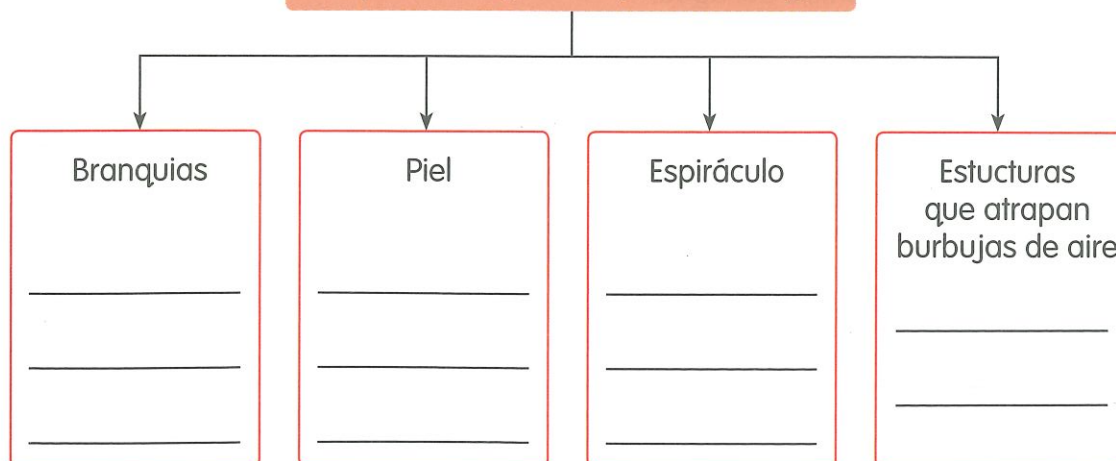 Branquias
Piel
Espiráculo
Estucturas
que atrapan
burbujas de aire